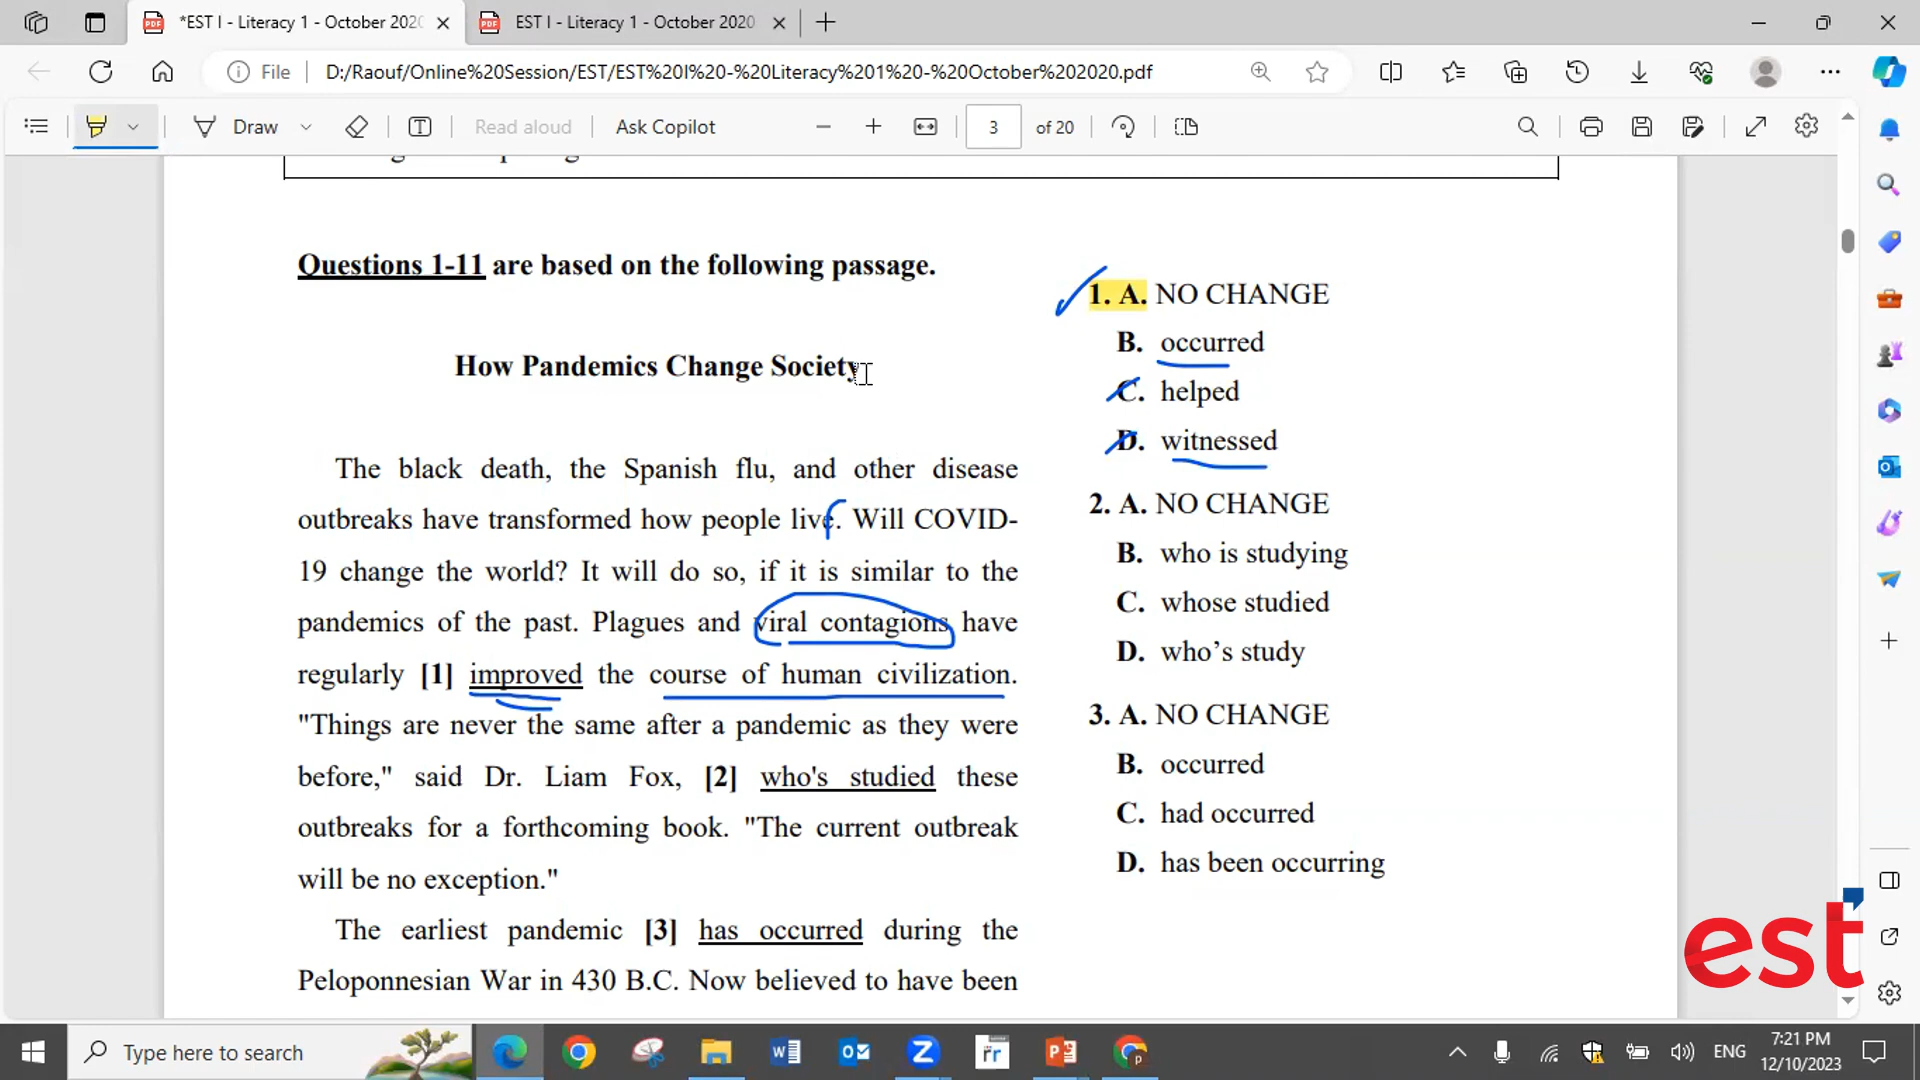 *EST I - Literacy 1 - October 202
EST I - Literacy 1 - October 2020
File
D:/Raouf/Online%20Session/EST/EST%20I%20-%20Literacy%201%20-%20October%202020.pdf
Draw
Read aloud
Ask Copilot
3
of 20
Questions 1-11 are based on the following passage.
How Pandemics Change Society
The black death, the Spanish flu, and other disease
outbreaks have transformed how people live. Will COVID-
19 change the world? It will do so, if it is similar to the
pandemics of the past. Plagues and viral contagions have
regularly [1] improved the course of human civilization.
"Things are never the same after a pandemic as they were
before," said Dr. Liam Fox, [2] who's studied these
outbreaks for a forthcoming book. "The current outbreak
will be no exception."
The earliest pandemic [3] has occurred during the
Peloponnesian War in 430 B.C. Now believed to have been
1. A. NO CHANGE
B. occurred
C. helped
D. witnessed
2. A. NO CHANGE
B. who is studying
C. whose studied
D. who’s study
3. A. NO CHANGE
B. occurred
C. had occurred
D. has been occurring
est
Type here to search
ENG
7:21 PM
12/10/2023